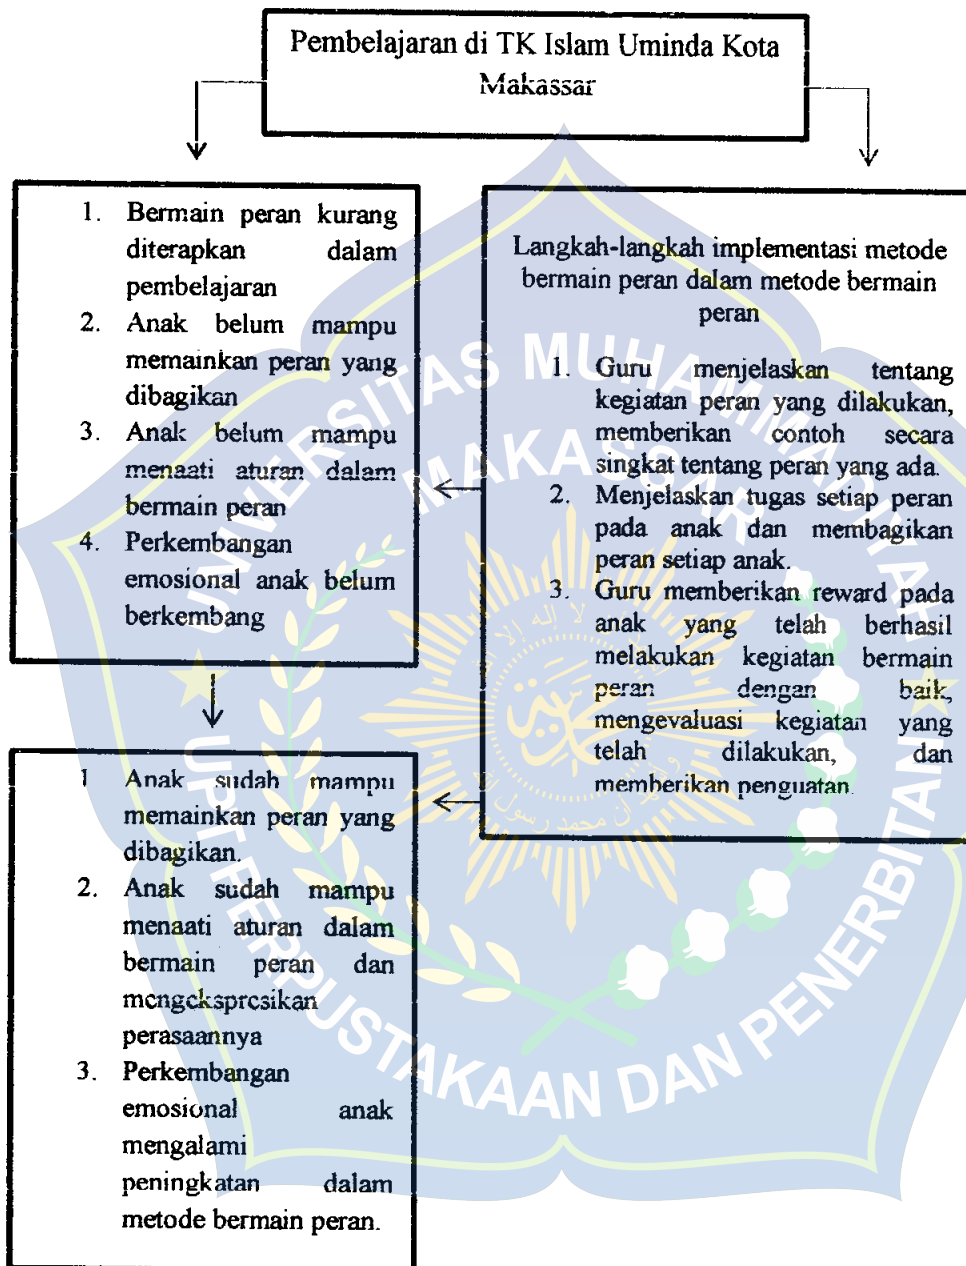 Pembelajaran di TK Islam Uminda Kota
Makassar
1. Bermain peran kurang
diterapkan dalam
pembelajaran
2. Anak belum mampu
memainkan peran yang
dibagikan
3. Anak belum mampu
menaati aturan dalam
bermain peran
4. Perkembangan
emosional anak belum
berkembang
Langkah-langkah implementasi metode
bermain peran dalam metode bermain
peran
1. Guru menjelaskan tentang
kegiatan peran yang dilakukan,
memberikan contoh secara
singkat tentang peran yang ada.
2. Menjelaskan tugas setiap peran
pada anak dan membagikan
peran setiap anak.
3. Guru memberikan reward pada
anak yang telah berhasil
melakukan kegiatan bermain
peran dengan baik,
mengevaluasi kegiatan yang
telah dilakukan, dan
memberikan penguatan.
1 Anak sudah mampu
memainkan peran yang
dibagikan.
2. Anak sudah mampu
menaati aturan dalam
bermain peran dan
mengekspresikan
perasaannya
3. Perkembangan
emosional anak
mengalami
peningkatan dalam
metode bermain peran.
UNIVERSITAS MUHAMMADIYAH
MAKASSAR
UPT PERPUSTAKAAN DAN PENERBITAN